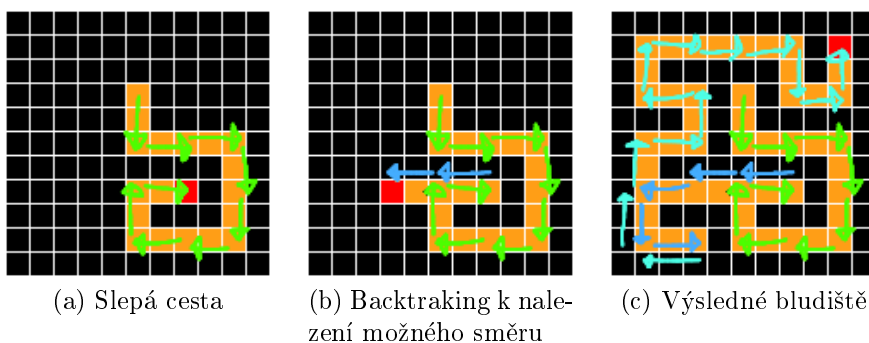 (a) Slepá cesta
(b) Backtraking k nale-
zení možného směru
(c) Výsledné bludiště